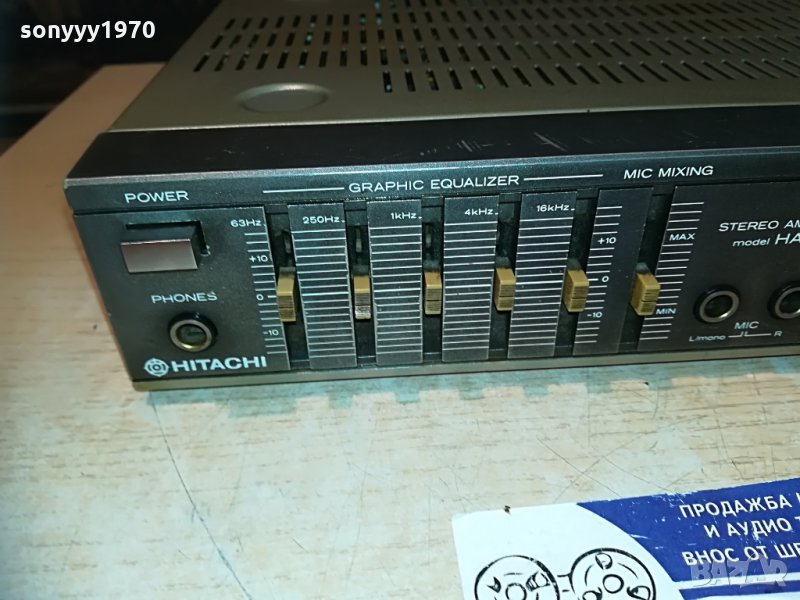 sonyyy1970
POWER
GRAPHIC EQUALIZER
MIC MIXING
63Hz 250Hz 1kHz 4kHz 16kHz
STEREO
model HA
+10 +10 MAX
0 0
-10 -10 MIN
PHONES
HITACHI
MIC
L/mono R
ПРОДАЖБА
И АУДИО
ВНОС ОТ
BAZAR